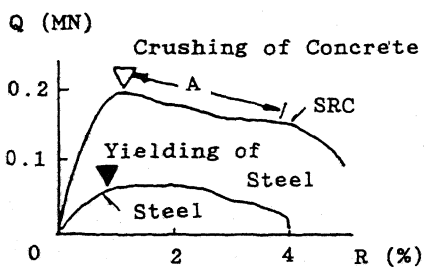 Q (MN)
Crushing of Concrete
A
0.2
SRC
0.1
Yielding of
Steel
Steel
0
2
4
R (%)